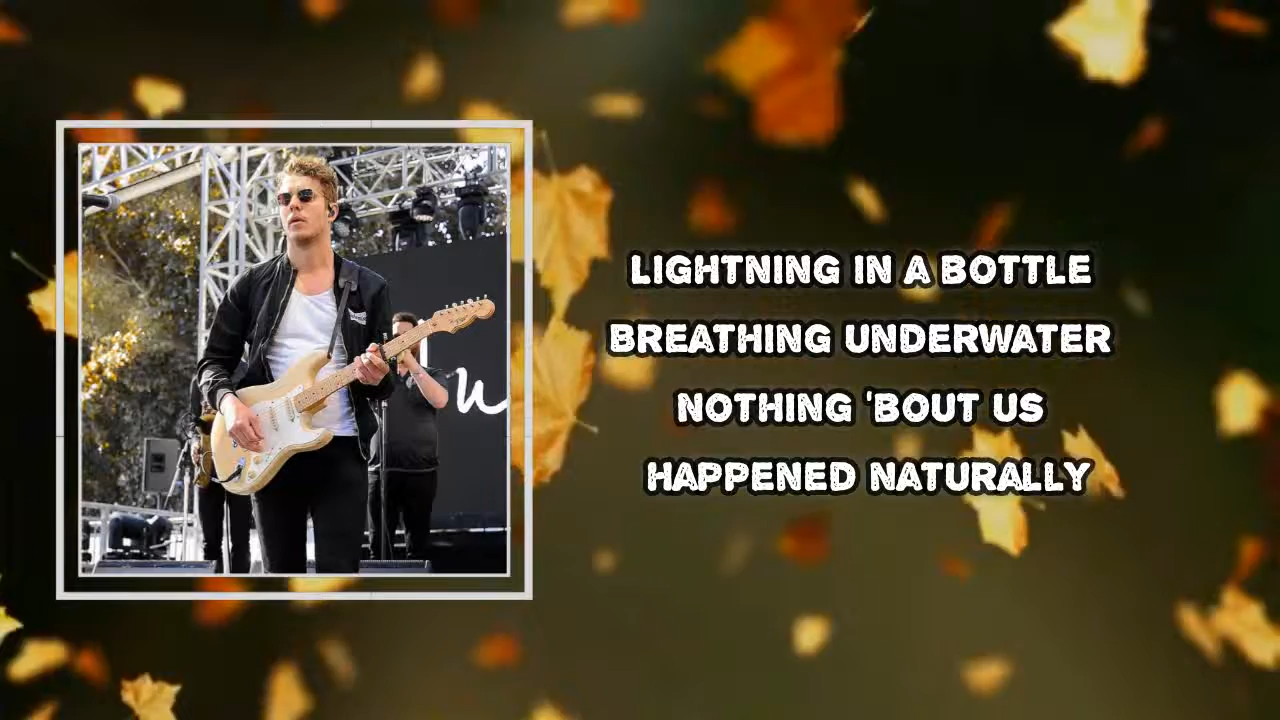 LIGHTNING IN A BOTTLE
BREATHING UNDERWATER
NOTHING 'BOUT US
HAPPENED NATURALLY